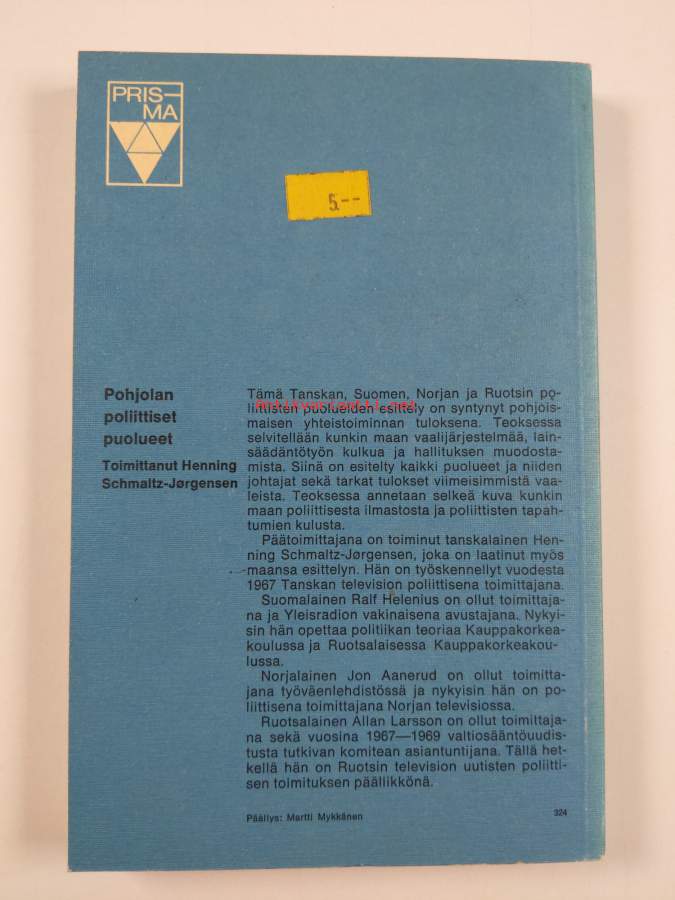 PRIS—
MA
5.--
Pohjolan
poliittiset
puolueet
Toimittanut Henning
Schmaltz-Jørgensen
Tämä Tanskan, Suomen, Norjan ja Ruotsin po-
liittisten puolueiden esittely on syntynyt pohjois-
antikvariaatti.net
maisen yhteistoiminnan tuloksena. Teoksessa
selvitellään kunkin maan vaalijärjestelmää, lain-
säädäntötyön kulkua ja hallituksen muodosta-
mista. Siinä on esitelty kaikki puolueet ja niiden
johtajat sekä tarkat tulokset viimeisimmistä vaa-
leista. Teoksessa annetaan selkeä kuva kunkin
maan poliittisesta ilmastosta ja poliittisten tapah-
tumien kulusta.
Päätoimittajana on toiminut tanskalainen Hen-
ning Schmaltz-Jørgensen, joka on laatinut myös
maansa esittelyn. Hän on työskennellyt vuodesta
1967 Tanskan television poliittisena toimittajana.
Suomalainen Ralf Helenius on ollut toimittaja-
na ja Yleisradion vakinaisena avustajana. Nykyi-
sin hän opettaa politiikan teoriaa Kauppakorkea-
koulussa ja Ruotsalaisessa Kauppakorkeakou-
lussa.
Norjalainen Jon Aanerud on ollut toimitta-
jana työväenlehdistössä ja nykyisin hän on po-
liittisena toimittajana Norjan televisiossa.
Ruotsalainen Allan Larsson on ollut toimittaja-
na sekä vuosina 1967—1969 valtiosääntöuudis-
tusta tutkivan komitean asiantuntijana. Tällä het-
kellä hän on Ruotsin television uutisten poliitti-
sen toimituksen päällikkönä.
Päällys: Martti Mykkänen
324